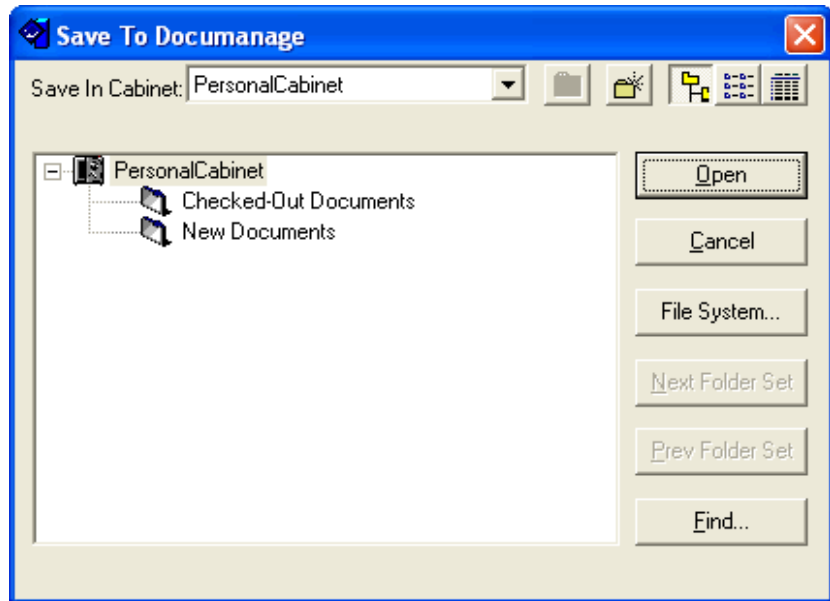 Save To Documanage
Save In Cabinet: PersonalCabinet
PersonalCabinet
Checked-Out Documents
New Documents
Open
Cancel
File System...
Next Folder Set
Prev Folder Set
Find...